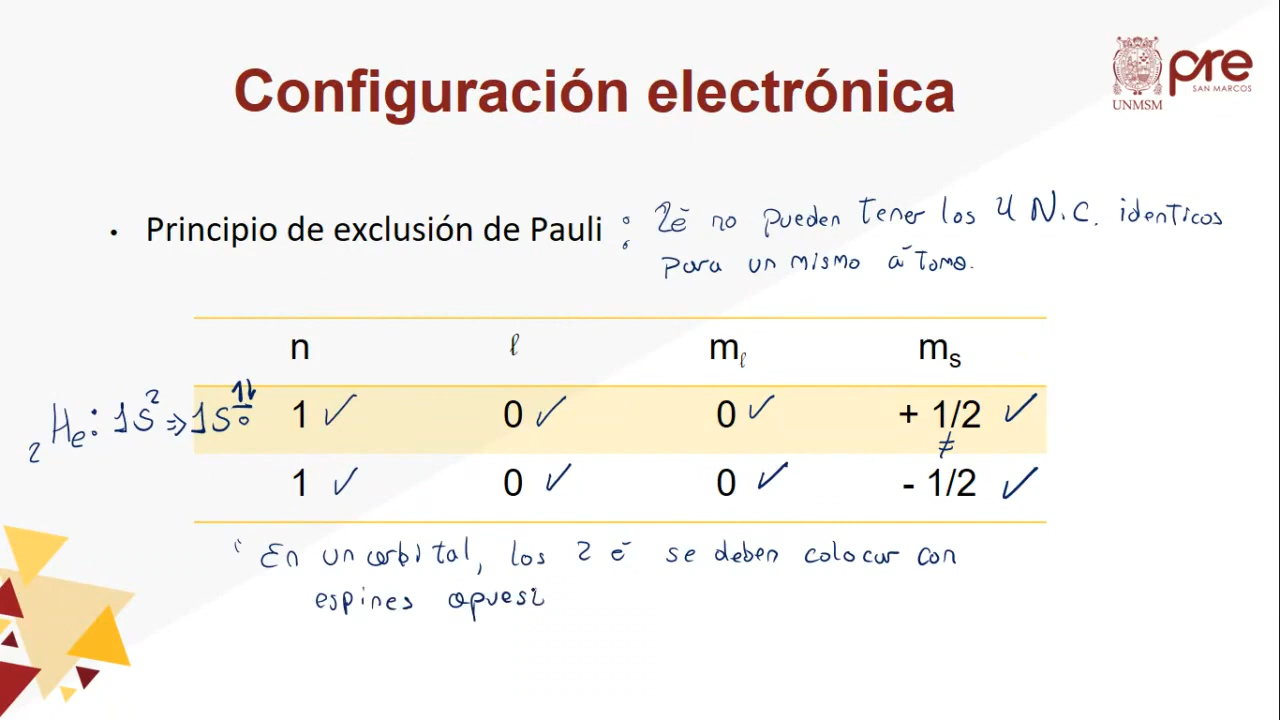 Configuración electrónica
UNMSM
pre
SAN MARCOS
• Principio de exclusión de Pauli : 2ē no pueden tener los 4 N.C. identicos
para un mismo átomo.
n ℓ mℓ ms
₂He: 1s² ⇒ 1s ⥮ 0 1 ✓ 0 ✓ 0 ✓ + 1/2 ✓
≠
1 ✓ 0 ✓ 0 ✓ - 1/2 ✓
En un orbital, los 2 ē se deben colocar con
espines